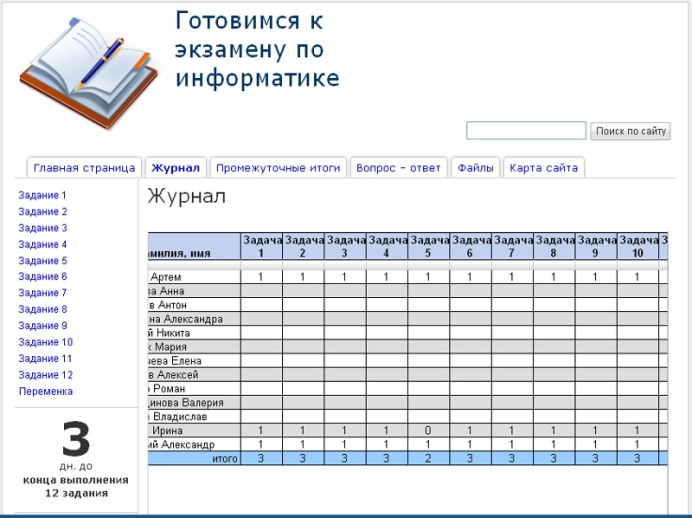 Готовимся к
экзамену по
информатике
Поиск по сайту
Главная страница Журнал Промежуточные итоги Вопрос - ответ Файлы Карта сайта
Задание 1
Задание 2
Задание 3
Задание 4
Задание 5
Задание 6
Задание 7
Задание 8
Задание 9
Задание 10
Задание 11
Задание 12
Переменка
3
дн. до
конца выполнения
12 задания
Журнал
амилия, имя Задача 1 Задача 2 Задача 3 Задача 4 Задача 5 Задача 6 Задача 7 Задача 8 Задача 9 Задача 10 З
Артем 1 1 1 1 1 1 1 1 1 1
ва Анна
в Антон
на Александра
й Никита
к Мария
чева Елена
в Алексей
о Роман
динова Валерия
в Владислав
Ирина 1 1 1 1 0 1 1 1 1 1
ий Александр 1 1 1 1 1 1 1 1 1 1
итого 3 3 3 3 2 3 3 3 3 3